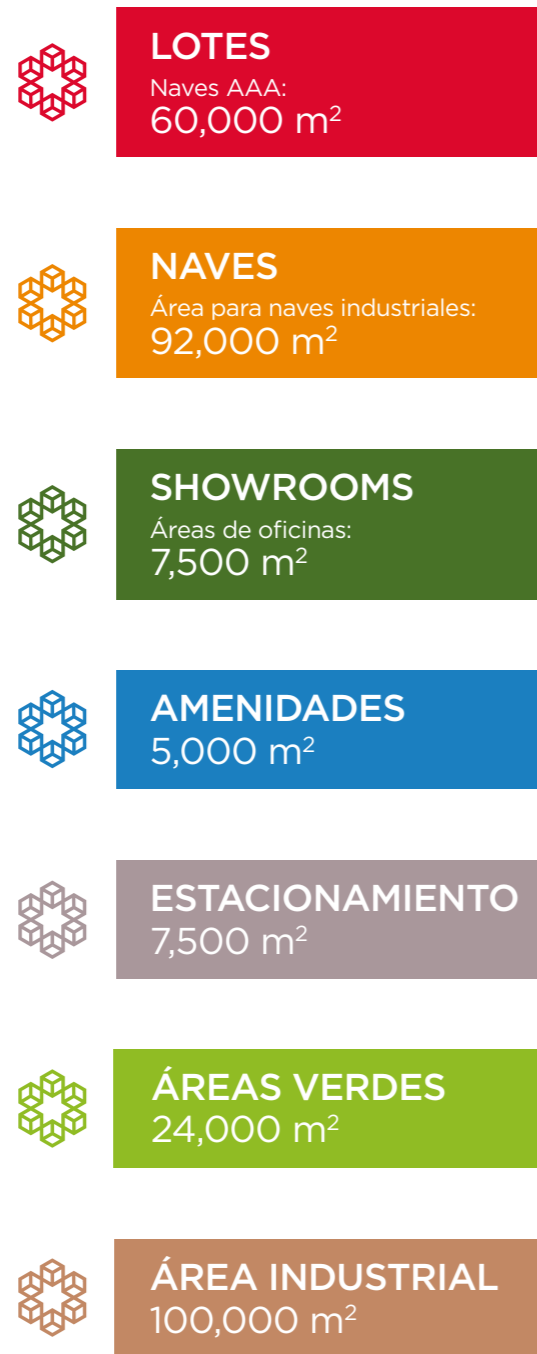 LOTES
Naves AAA:
60,000 m²
NAVES
Área para naves industriales:
92,000 m²
SHOWROOMS
Áreas de oficinas:
7,500 m²
AMENIDADES
5,000 m²
ESTACIONAMIENTO
7,500 m²
ÁREAS VERDES
24,000 m²
ÁREA INDUSTRIAL
100,000 m²